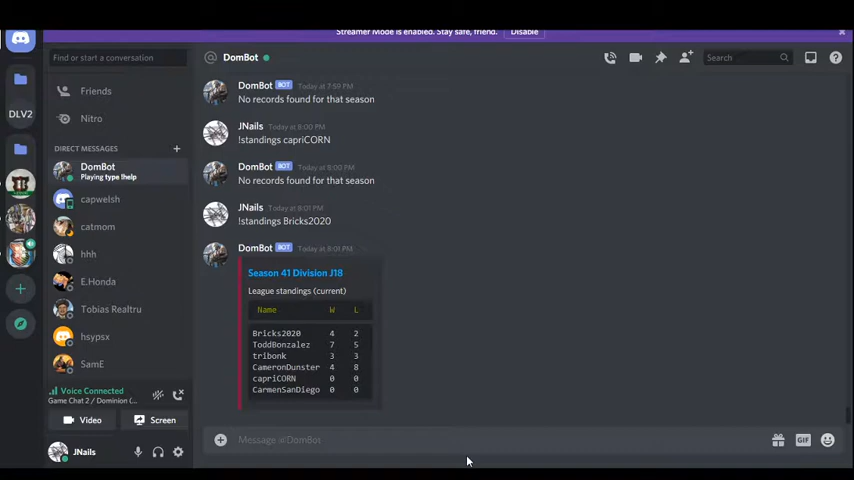 Streamer Mode is enabled. Stay safe, friend. Disable
Find or start a conversation
@ DomBot
Search
Friends
Nitro
DLV2
DIRECT MESSAGES
DomBot
Playing type !help
capwelsh
catmom
hhh
E.Honda
Tobias Realtru
hsypsx
SamE
Voice Connected
Game Chat 2 / Dominion (...
Video
Screen
JNails
DomBot BOT Today at 7:59 PM
No records found for that season
JNails Today at 8:00 PM
!standings capriCORN
DomBot BOT Today at 8:00 PM
No records found for that season
JNails Today at 8:01 PM
!standings Bricks2020
DomBot BOT Today at 8:01 PM
Season 41 Division J18
League standings (current)
Name W L
Bricks2020 4 2
ToddBonzalez 7 5
tribonk 3 3
CameronDunster 4 8
capriCORN 0 0
CarmenSanDiego 0 0
Message @DomBot
GIF